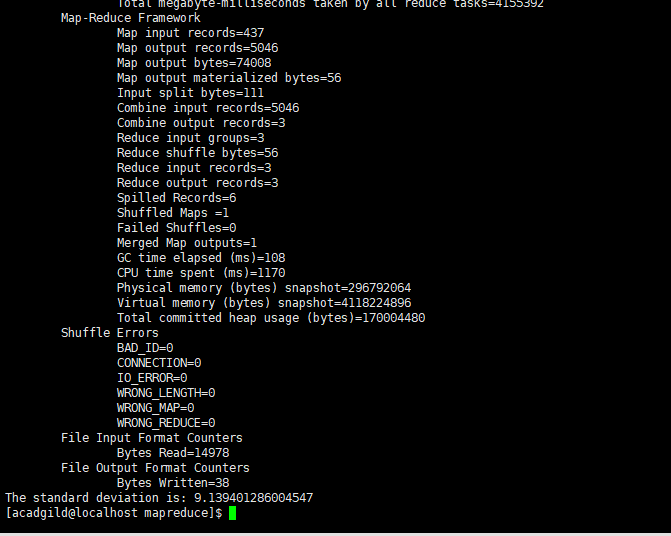 Total megabyte-milliseconds taken by all reduce tasks=4155392
Map-Reduce Framework
Map input records=437
Map output records=5046
Map output bytes=74008
Map output materialized bytes=56
Input split bytes=111
Combine input records=5046
Combine output records=3
Reduce input groups=3
Reduce shuffle bytes=56
Reduce input records=3
Reduce output records=3
Spilled Records=6
Shuffled Maps =1
Failed Shuffles=0
Merged Map outputs=1
GC time elapsed (ms)=108
CPU time spent (ms)=1170
Physical memory (bytes) snapshot=296792064
Virtual memory (bytes) snapshot=4118224896
Total committed heap usage (bytes)=170004480
Shuffle Errors
BAD_ID=0
CONNECTION=0
IO_ERROR=0
WRONG_LENGTH=0
WRONG_MAP=0
WRONG_REDUCE=0
File Input Format Counters
Bytes Read=14978
File Output Format Counters
Bytes Written=38
The standard deviation is: 9.139401286004547
[acadgild@localhost mapreduce]$